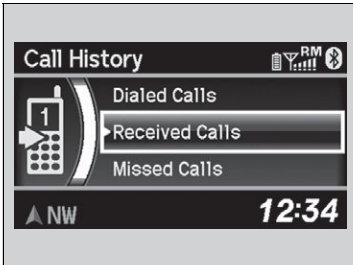 Call History
RM
1
Dialed Calls
Received Calls
Missed Calls
NW
12:34